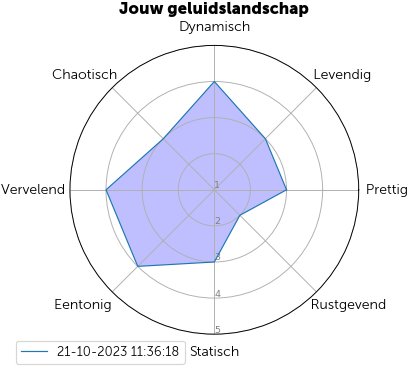 Jouw geluidslandschap
Dynamisch
Chaotisch
Levendig
Vervelend
1
Prettig
2
3
4
Eentonig
Rustgevend
5
21-10-2023 11:36:18
Statisch